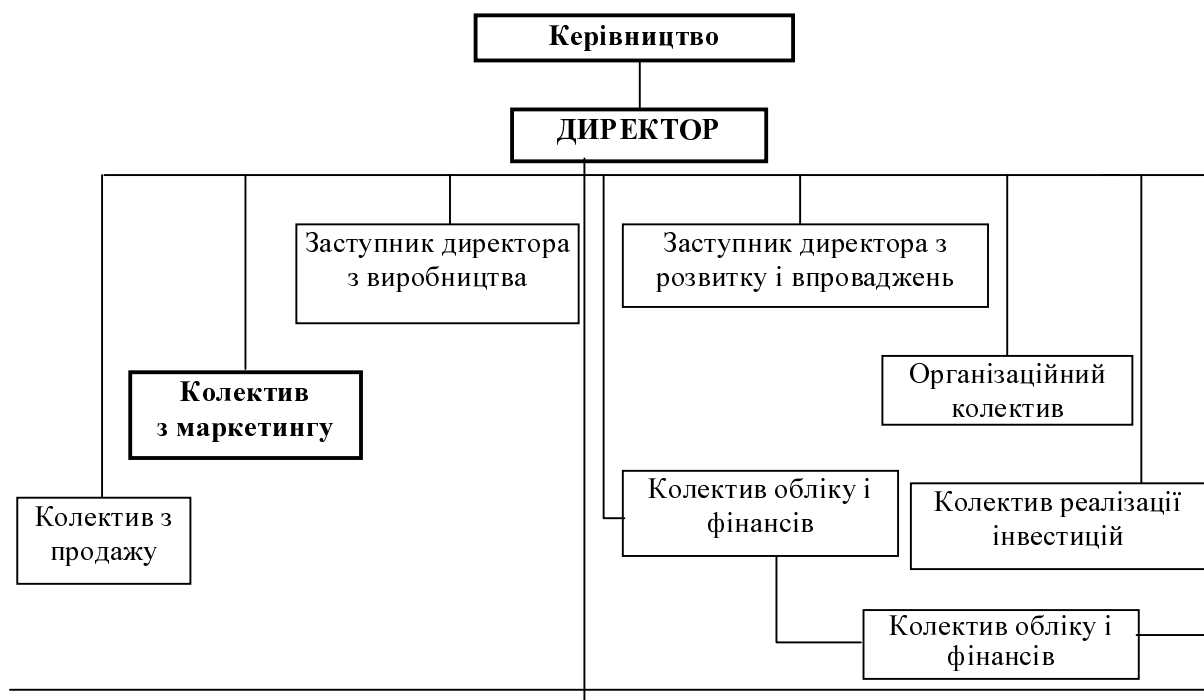 Керівництво
ДИРЕКТОР
Заступник директора
з виробництва
Заступник директора з
розвитку і впроваджень
Колектив
з маркетингу
Організаційний
колектив
Колектив з
продажу
Колектив обліку і
фінансів
Колектив реалізації
інвестицій
Колектив обліку і
фінансів